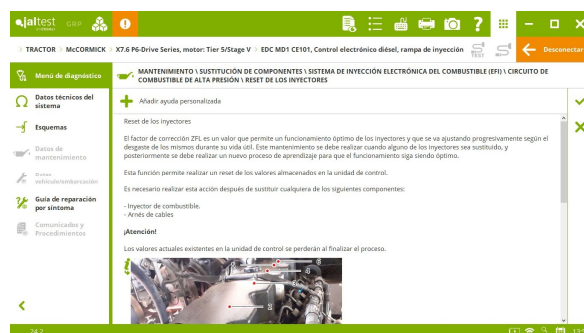 jaltest GRP
TRACTOR > McCORMICK > X7.6 P6-Drive Series, motor: Tier 5/Stage V > EDC MD1 CE101, Control electrónico diésel, rampa de inyección
TEST
Desconectar
Menú de diagnóstico
Datos técnicos del
sistema
Esquemas
Datos de
mantenimiento
Datos
vehículo/embarcación
Guía de reparación
por síntoma
Comunicados y
Procedimientos
MANTENIMIENTO \ SUSTITUCIÓN DE COMPONENTES \ SISTEMA DE INYECCIÓN ELECTRÓNICA DEL COMBUSTIBLE (EFI) \ CIRCUITO DE
COMBUSTIBLE DE ALTA PRESIÓN \ RESET DE LOS INYECTORES
Añadir ayuda personalizada
Reset de los inyectores
El factor de corrección ZFL es un valor que permite un funcionamiento óptimo de los inyectores y que se va ajustando progresivamente según el
desgaste de los mismos durante su vida útil. Este mantenimiento se debe realizar cuando alguno de los inyectores sea sustituido, y
posteriormente se debe realizar un nuevo proceso de aprendizaje para que el funcionamiento siga siendo óptimo.
Esta función permite realizar un reset de los valores almacenados en la unidad de control.
Es necesario realizar esta acción después de sustituir cualquiera de los siguientes componentes:
- Inyector de combustible.
- Arnés de cables
¡Atención!
Los valores actuales existentes en la unidad de control se perderán al finalizar el proceso.
24.2